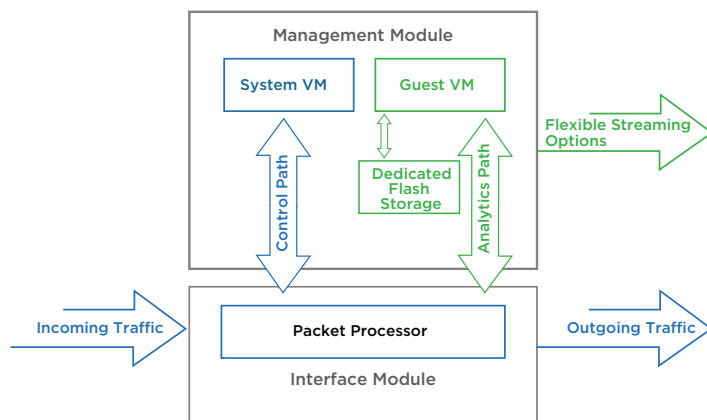 Management Module
System VM
Guest VM
Flexible Streaming
Options
Dedicated
Flash
Storage
Control Path
Analytics Path
Incoming Traffic
Packet Processor
Outgoing Traffic
Interface Module